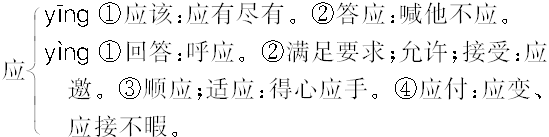 应
yīng ①应该:应有尽有。②答应:喊他不应。
yìng ①回答:呼应。②满足要求;允许;接受:应
邀。③顺应;适应:得心应手。④应付:应变、
应接不暇。